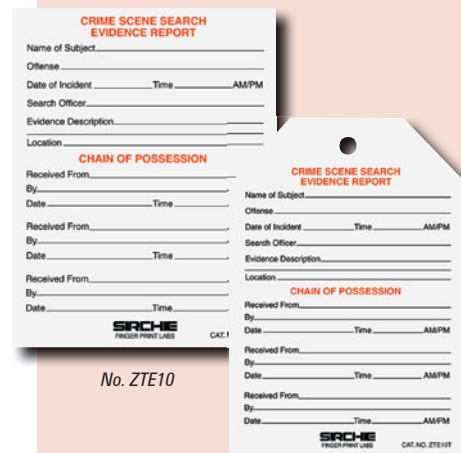 CRIME SCENE SEARCH
EVIDENCE REPORT
Name of Subject
Offense
Date of Incident Time AM/PM
Search Officer
Evidence Description
Location
CHAIN OF POSSESSION
Received From
By
Date Time
Received From
By
Date Time
Received From
By
Date Time
SIRCHIE
FINGER PRINT LABS CAT.
No. ZTE10
CRIME SCENE SEARCH
EVIDENCE REPORT
Name of Subject
Offense
Date of Incident Time AM/PM
Search Officer
Evidence Description
Location
CHAIN OF POSSESSION
Received From
By
Date Time AM/PM
Received From
By
Date Time AM/PM
Received From
By
Date Time AM/PM
SIRCHIE
FINGER PRINT LABS CAT. NO. ZTE10T